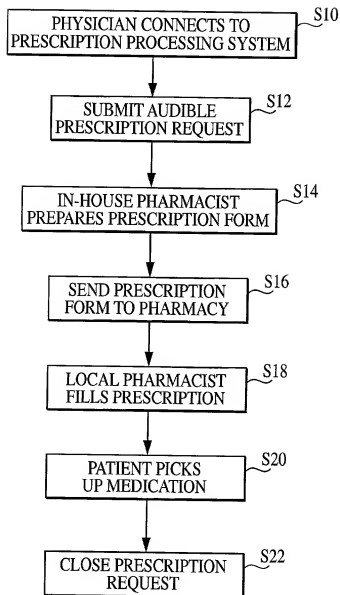 S10
PHYSICIAN CONNECTS TO
PRESCRIPTION PROCESSING SYSTEM
S12
SUBMIT AUDIBLE
PRESCRIPTION REQUEST
S14
IN-HOUSE PHARMACIST
PREPARES PRESCRIPTION FORM
S16
SEND PRESCRIPTION
FORM TO PHARMACY
S18
LOCAL PHARMACIST
FILLS PRESCRIPTION
S20
PATIENT PICKS
UP MEDICATION
S22
CLOSE PRESCRIPTION
REQUEST